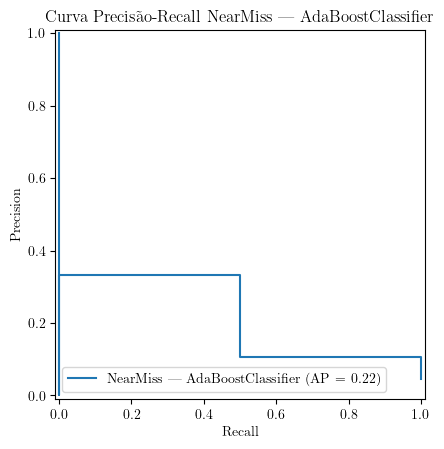 Curva Precisão-Recall NearMiss — AdaBoostClassifier
1.0
0.8
0.6
0.4
0.2
0.0
Precision
NearMiss — AdaBoostClassifier (AP = 0.22)
0.0 0.2 0.4 0.6 0.8 1.0
Recall